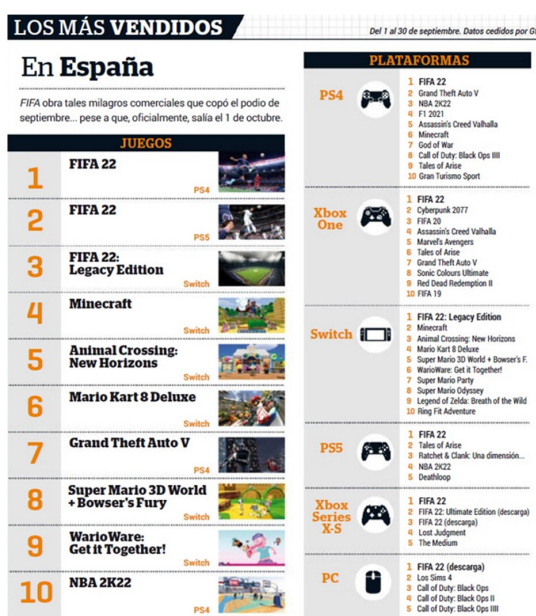 LOS MÁS VENDIDOS
Del 1 al 30 de septiembre. Datos cedidos por
En España
FIFA obra tales milagros comerciales que copó el podio de
septiembre... pese a que, oficialmente, salía el 1 de octubre.
JUEGOS
1 FIFA 22
PS4
2 FIFA 22
PS5
3 FIFA 22:
Legacy Edition
Switch
4 Minecraft
Switch
5 Animal Crossing:
New Horizons
Switch
6 Mario Kart 8 Deluxe
Switch
7 Grand Theft Auto V
PS4
8 Super Mario 3D World
+ Bowser's Fury
Switch
9 WarioWare:
Get it Together!
Switch
10 NBA 2K22
PS4
PLATAFORMAS
PS4
1 FIFA 22
2 Grand Theft Auto V
3 NBA 2K22
4 F1 2021
5 Assassin's Creed Valhalla
6 Minecraft
7 God of War
8 Call of Duty: Black Ops IIII
9 Tales of Arise
10 Gran Turismo Sport
Xbox
One
1 FIFA 22
2 Cyberpunk 2077
3 FIFA 20
4 Assassin's Creed Valhalla
5 Marvel's Avengers
6 Tales of Arise
7 Grand Theft Auto V
8 Sonic Colours Ultimate
9 Red Dead Redemption II
10 FIFA 19
Switch
1 FIFA 22: Legacy Edition
2 Minecraft
3 Animal Crossing: New Horizons
4 Mario Kart 8 Deluxe
5 Super Mario 3D World + Bowser's F.
6 WarioWare: Get it Together!
7 Super Mario Party
8 Super Mario Odyssey
9 Legend of Zelda: Breath of the Wild
10 Ring Fit Adventure
PS5
1 FIFA 22
2 Tales of Arise
3 Ratchet & Clank: Una dimensión...
4 NBA 2K22
5 Deathloop
Xbox
Series
X-S
1 FIFA 22
2 FIFA 22: Ultimate Edition (descarga)
3 FIFA 22 (descarga)
4 Lost Judgment
5 The Medium
PC
1 FIFA 22 (descarga)
2 Los Sims 4
3 Call of Duty: Black Ops
4 Call of Duty: Black Ops II
5 Call of Duty: Black Ops IIII